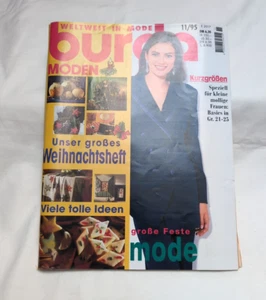 WELTWEIT IN MODE
11/95
burda
MODEN
Kurzgrößen
Speziell
für kleine
mollige
Frauen:
Basics in
Gr. 21-25
Unser großes
Weihnachtsheft
Viele tolle Ideen
große Feste
mode